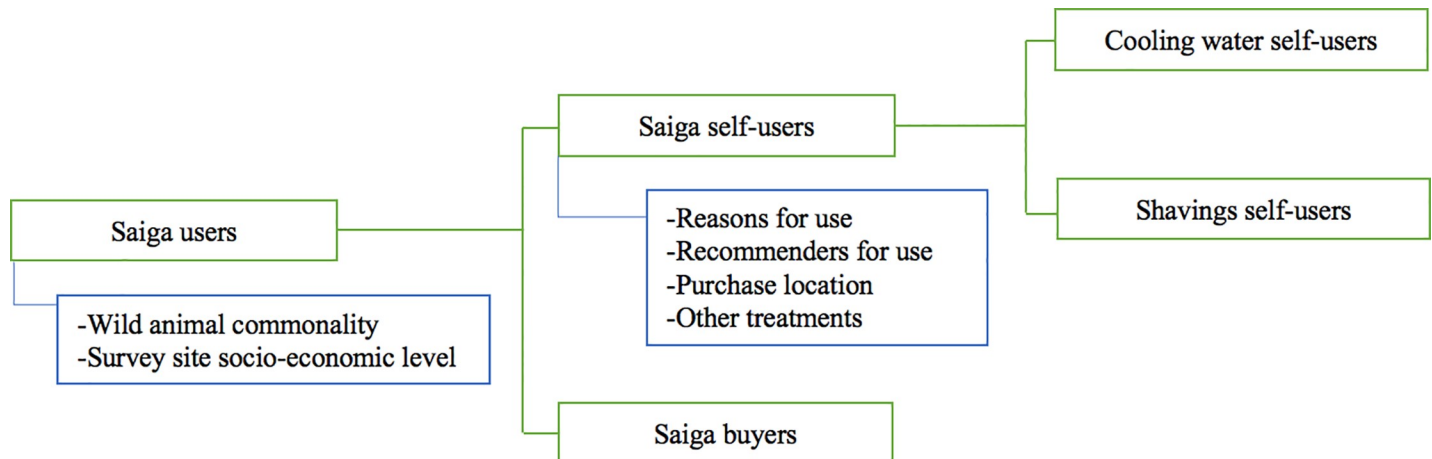 Saiga users
-Wild animal commonality
-Survey site socio-economic level
Saiga self-users
-Reasons for use
-Recommenders for use
-Purchase location
-Other treatments
Saiga buyers
Cooling water self-users
Shavings self-users